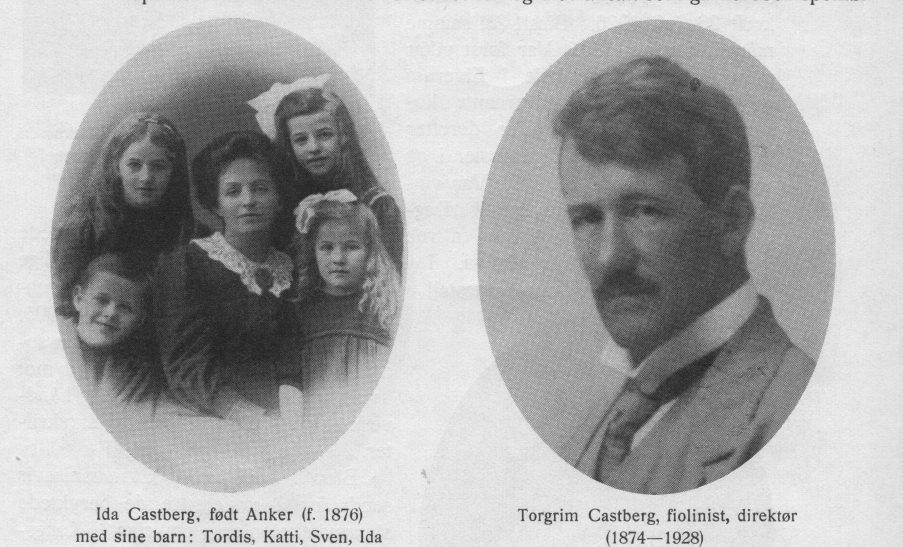 Ida Castberg, født Anker (f. 1876)
med sine barn: Tordis, Katti, Sven, Ida
Torgrim Castberg, fiolinist, direktør
(1874—1928)